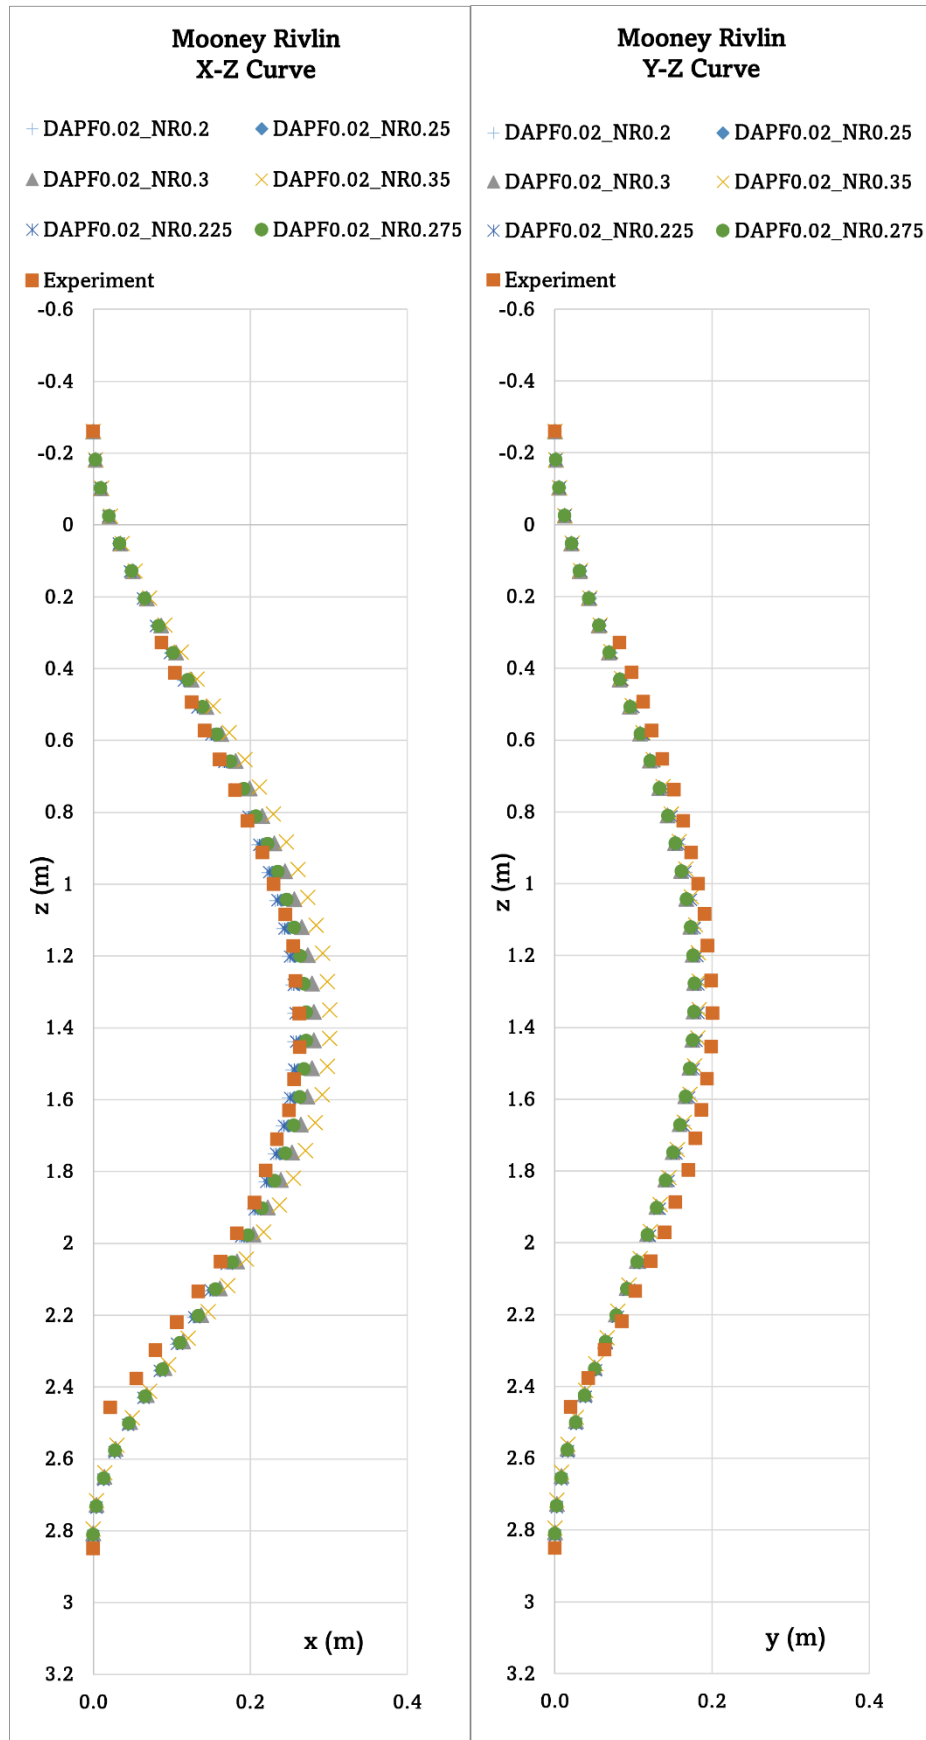 Mooney Rivlin
X-Z Curve
DAPF0.02_NR0.2
DAPF0.02_NR0.25
DAPF0.02_NR0.3
DAPF0.02_NR0.35
DAPF0.02_NR0.225
DAPF0.02_NR0.275
Experiment
-0.6
-0.4
-0.2
0
0.2
0.4
0.6
0.8
1
1.2
1.4
1.6
1.8
2
2.2
2.4
2.6
2.8
3
3.2
z (m)
x (m)
0.0
0.2
0.4
Mooney Rivlin
Y-Z Curve
DAPF0.02_NR0.2
DAPF0.02_NR0.25
DAPF0.02_NR0.3
DAPF0.02_NR0.35
DAPF0.02_NR0.225
DAPF0.02_NR0.275
Experiment
-0.6
-0.4
-0.2
0
0.2
0.4
0.6
0.8
1
1.2
1.4
1.6
1.8
2
2.2
2.4
2.6
2.8
3
3.2
z (m)
y (m)
0.0
0.2
0.4